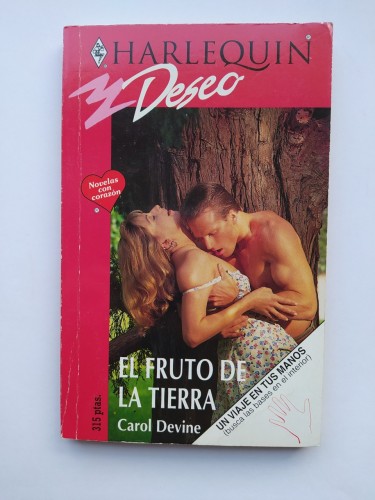 HARLEQUIN
Deseo
Novelas
con
corazón
EL FRUTO DE
LA TIERRA
Carol Devine
315 ptas.
UN VIAJE EN TUS MANOS
(busca las bases en el interior)